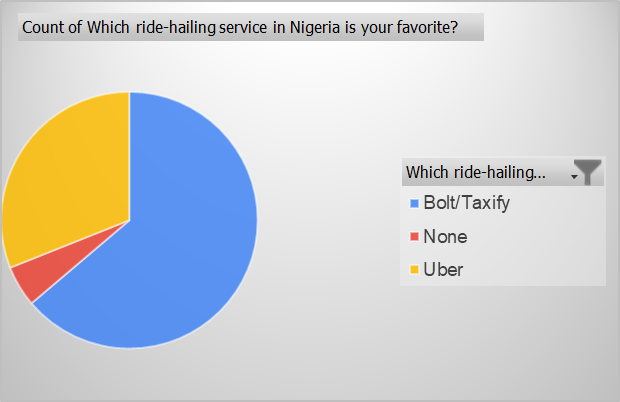 Count of Which ride-hailing service in Nigeria is your favorite?
Which ride-hailing...
Bolt/Taxify
None
Uber